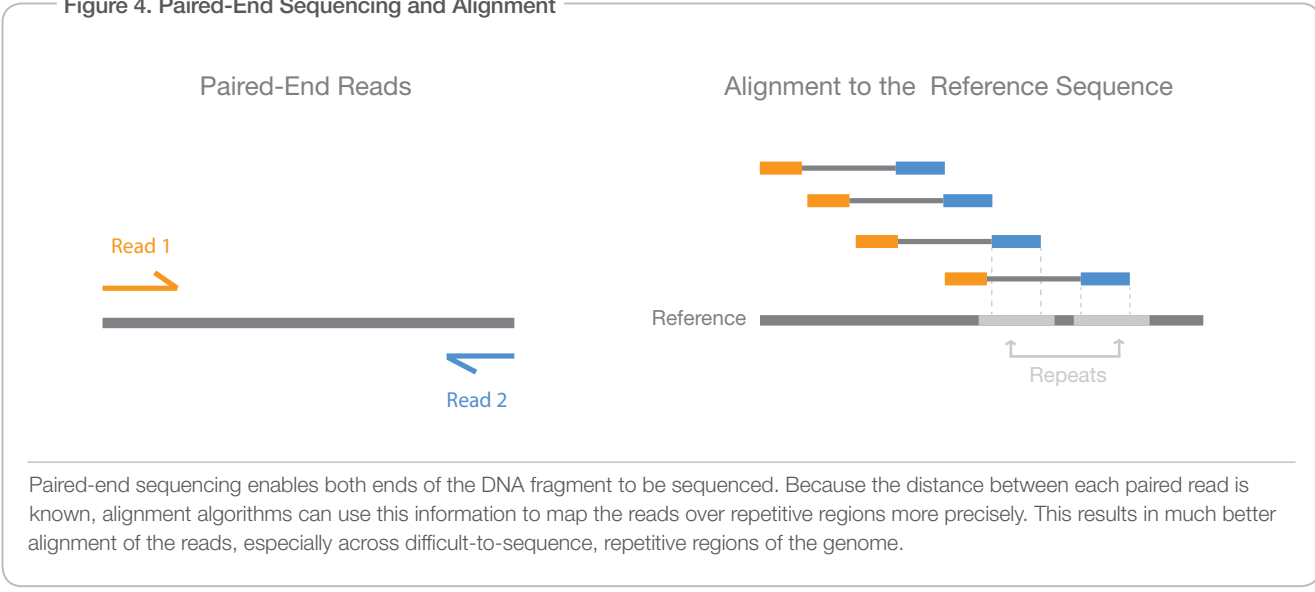 Figure 4. Paired-End Sequencing and Alignment
Paired-End Reads
Alignment to the Reference Sequence
Read 1
Read 2
Reference
Repeats
Paired-end sequencing enables both ends of the DNA fragment to be sequenced. Because the distance between each paired read is
known, alignment algorithms can use this information to map the reads over repetitive regions more precisely. This results in much better
alignment of the reads, especially across difficult-to-sequence, repetitive regions of the genome.